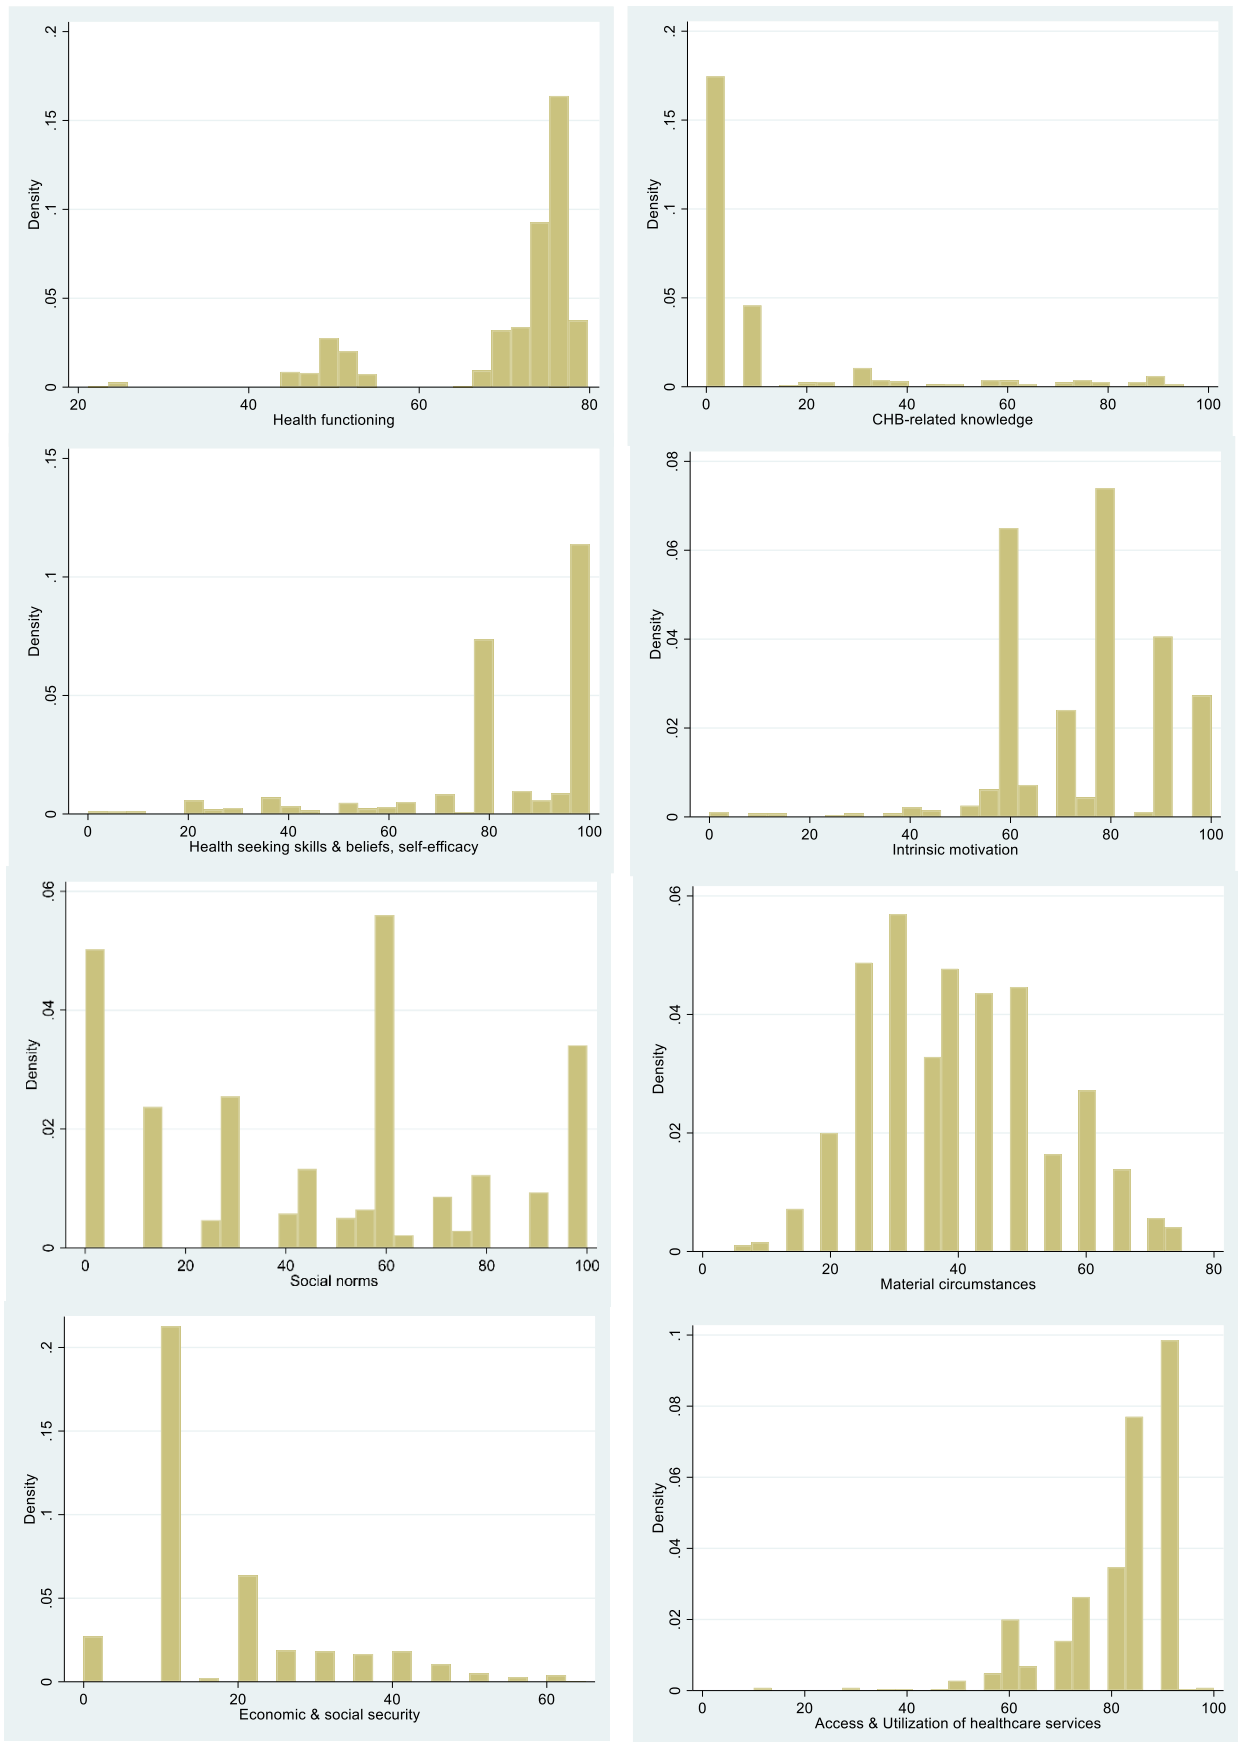 .2
.15
.1
.05
0
Density
20 40 60 80
Health functioning
.2
.15
.1
.05
0
Density
0 20 40 60 80 100
CHB-related knowledge
.15
.1
.05
0
Density
0 20 40 60 80 100
Health seeking skills & beliefs, self-efficacy
.08
.06
.04
.02
0
Density
0 20 40 60 80 100
Intrinsic motivation
.06
.04
.02
0
Density
0 20 40 60 80 100
Social norms
.06
.04
.02
0
Density
0 20 40 60 80
Material circumstances
.2
.15
.1
.05
0
Density
0 20 40 60
Economic & social security
.1
.08
.06
.04
.02
0
Density
0 20 40 60 80 100
Access & Utilization of healthcare services